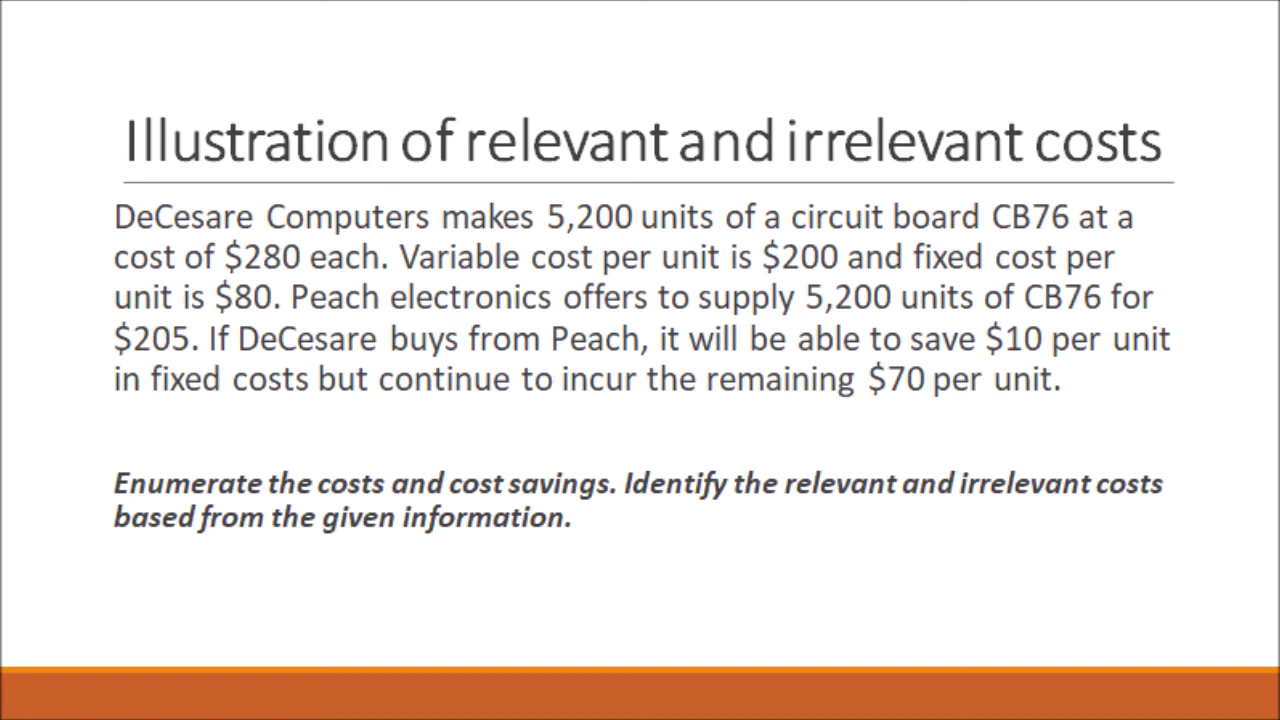 Illustration of relevant and irrelevant costs
DeCesare Computers makes 5,200 units of a circuit board CB76 at a
cost of $280 each. Variable cost per unit is $200 and fixed cost per
unit is $80. Peach electronics offers to supply 5,200 units of CB76 for
$205. If DeCesare buys from Peach, it will be able to save $10 per unit
in fixed costs but continue to incur the remaining $70 per unit.
Enumerate the costs and cost savings. Identify the relevant and irrelevant costs
based from the given information.